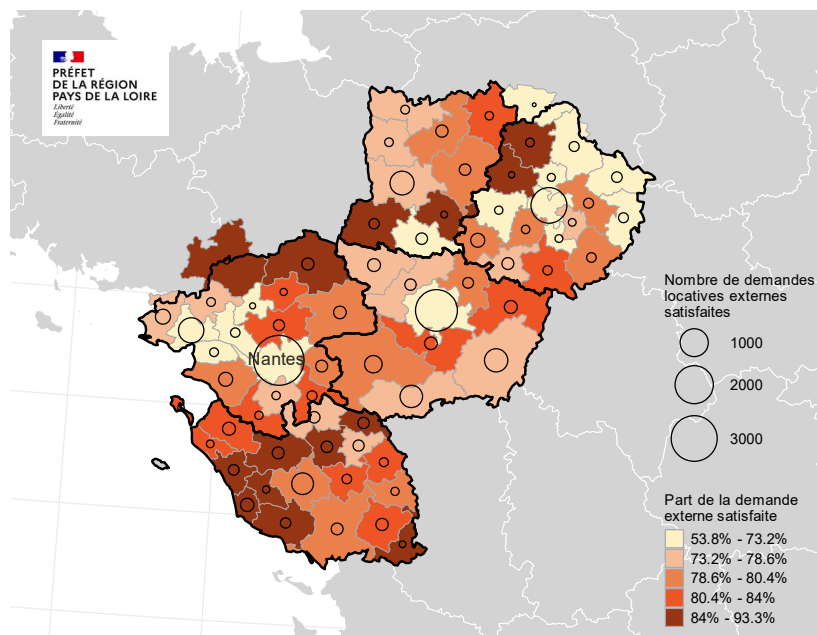 PRÉFET
DE LA RÉGION
PAYS DE LA LOIRE
Liberté
Égalité
Fraternité
Nantes
Nombre de demandes
locatives externes
satisfaites
1000
2000
3000
Part de la demande
externe satisfaite
53.8% - 73.2%
73.2% - 78.6%
78.6% - 80.4%
80.4% - 84%
84% - 93.3%